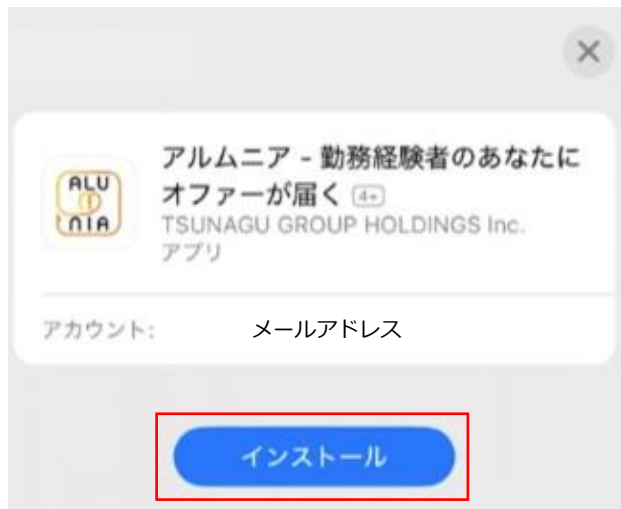 アルムニア - 勤務経験者のあなたに
ALU
オファーが届く 4+
NIA
TSUNAGU GROUP HOLDINGS Inc.
アプリ
アカウント: メールアドレス
インストール